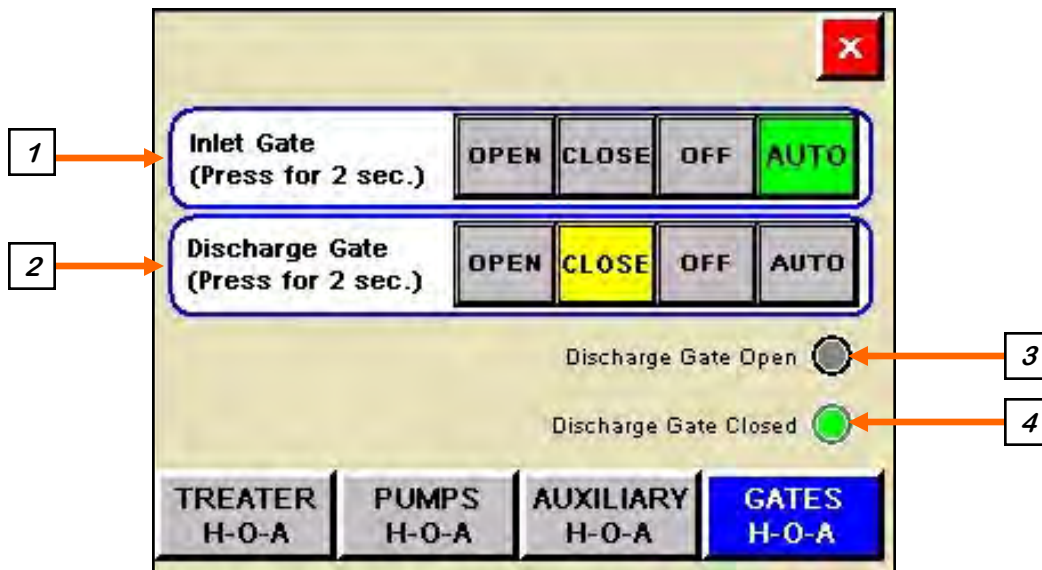 X
1
Inlet Gate
(Press for 2 sec.)
OPEN CLOSE OFF AUTO
2
Discharge Gate
(Press for 2 sec.)
OPEN CLOSE OFF AUTO
Discharge Gate Open
3
Discharge Gate Closed
4
TREATER
H-O-A
PUMPS
H-O-A
AUXILIARY
H-O-A
GATES
H-O-A